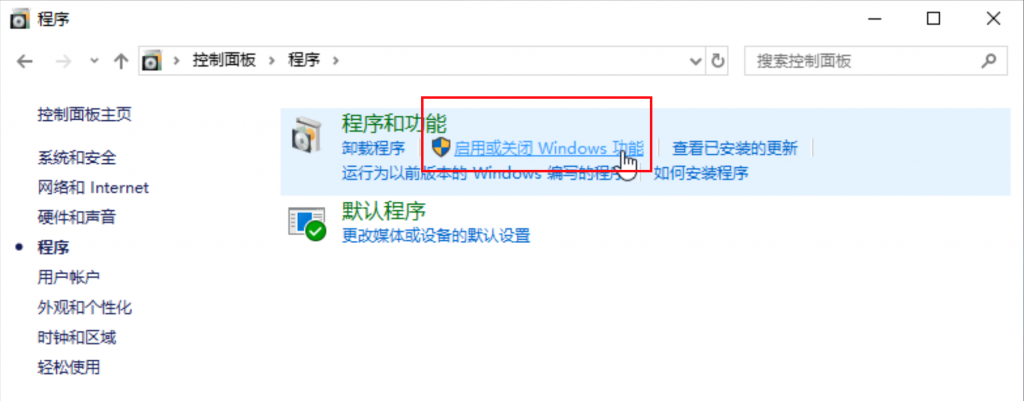 程序
控制面板 程序
搜索控制面板
控制面板主页
系统和安全
网络和 Internet
硬件和声音
程序
用户帐户
外观和个性化
时钟和区域
轻松使用
程序和功能
卸载程序 启用或关闭 Windows 功能 查看已安装的更新
运行为以前版本的 Windows 编写的程序 如何安装程序
默认程序
更改媒体或设备的默认设置